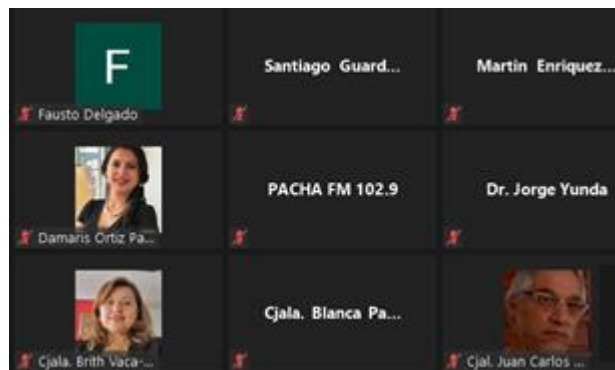 F
Fausto Delgado
Santiago Guard...
Martin Enriquez...
Damaris Ortiz Pa...
PACHA FM 102.9
Dr. Jorge Yunda
Cjala. Brith Vaca-...
Cjala. Blanca Pa...
Cjal. Juan Carlos ...